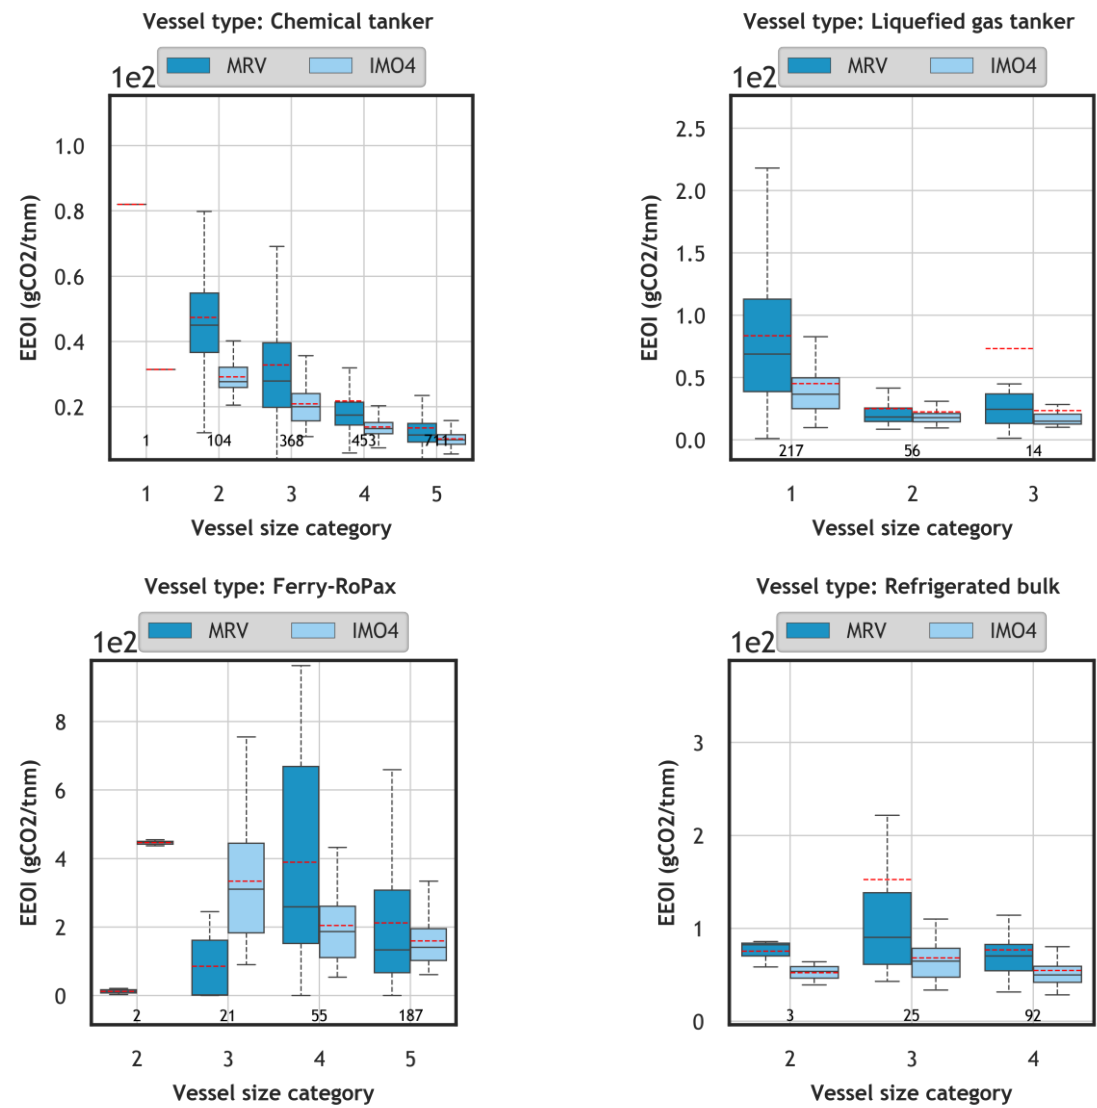 Vessel type: Chemical tanker
MRV IMO4
1e2
1.0
0.8
0.6
0.4
0.2
EEOI (gCO2/tnm)
1 104 368 453 711
1 2 3 4 5
Vessel size category
Vessel type: Liquefied gas tanker
MRV IMO4
1e2
2.5
2.0
1.5
1.0
0.5
0.0
EEOI (gCO2/tnm)
217 56 14
1 2 3
Vessel size category
Vessel type: Ferry-RoPax
MRV IMO4
1e2
8
6
4
2
0
EEOI (gCO2/tnm)
2 21 55 187
2 3 4 5
Vessel size category
Vessel type: Refrigerated bulk
MRV IMO4
1e2
3
2
1
0
EEOI (gCO2/tnm)
3 25 92
2 3 4
Vessel size category